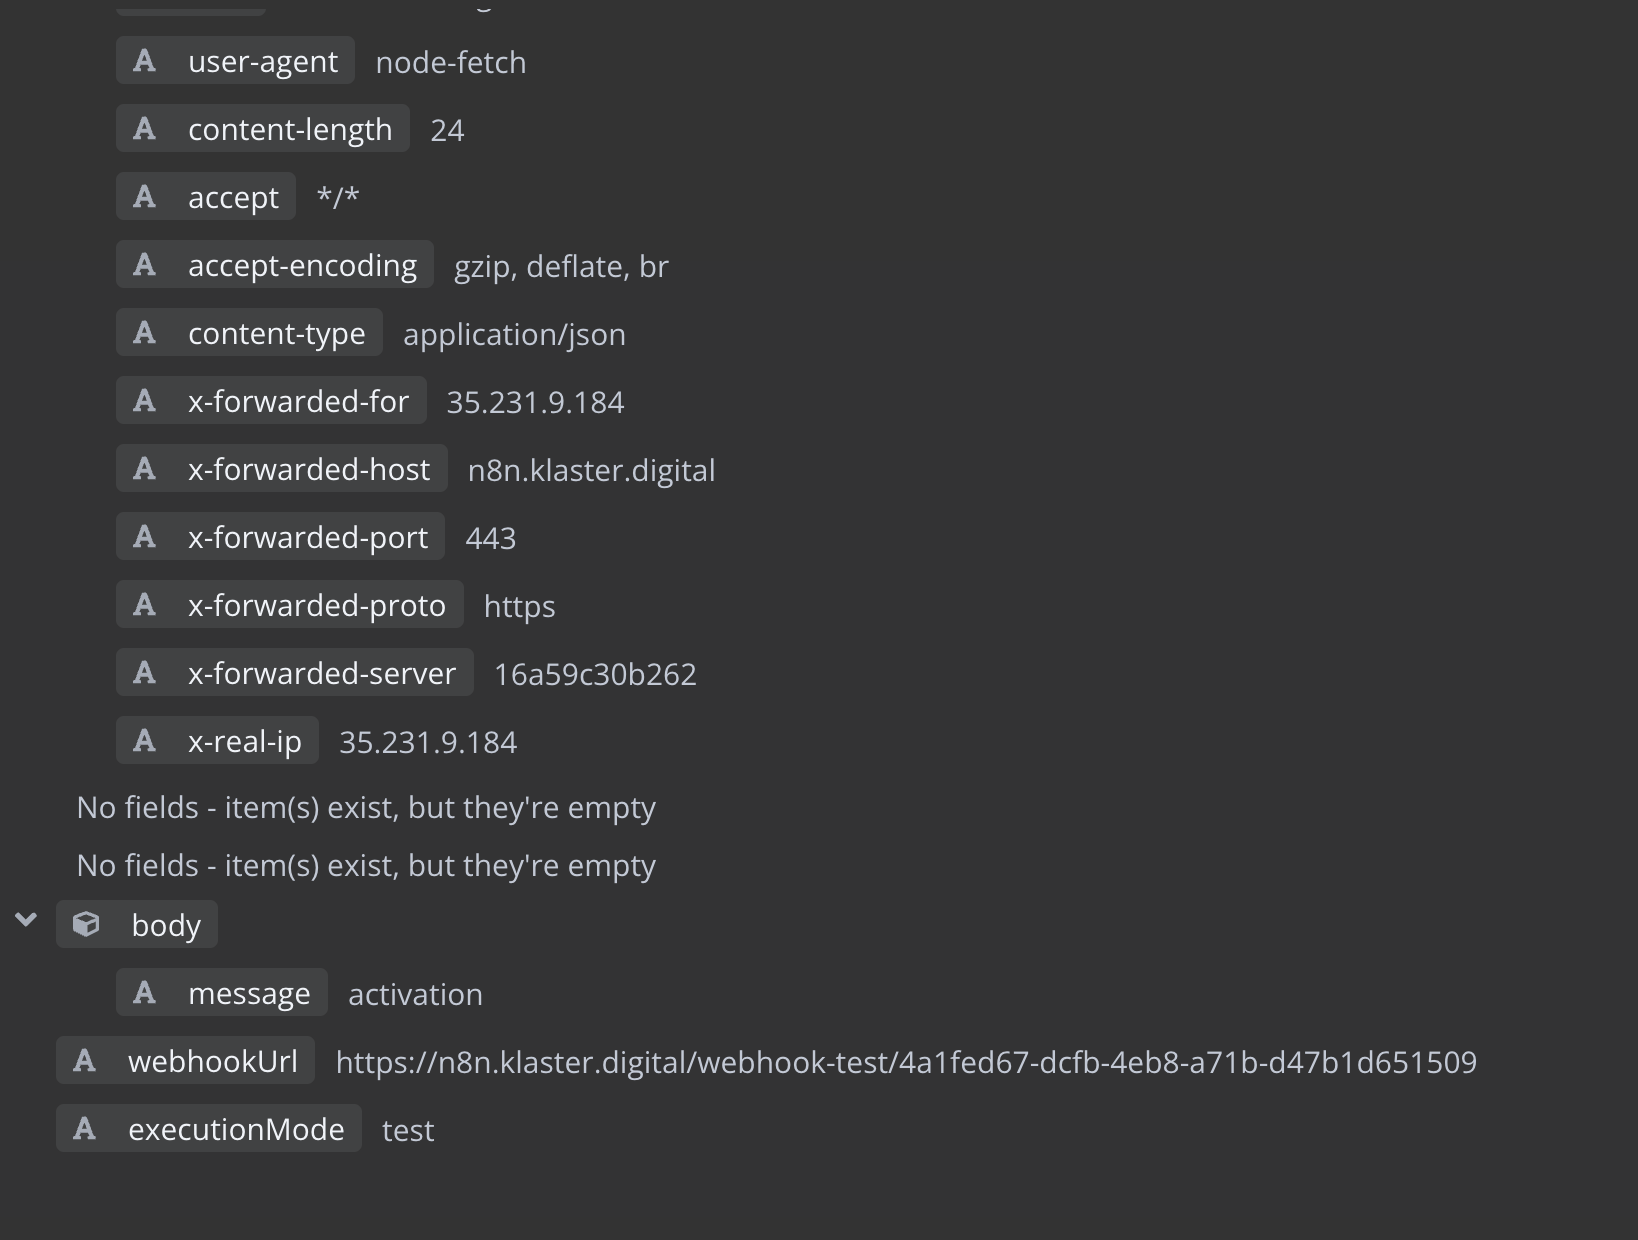 user-agent node-fetch
content-length 24
accept */*
accept-encoding gzip, deflate, br
content-type application/json
x-forwarded-for 35.231.9.184
x-forwarded-host n8n.klaster.digital
x-forwarded-port 443
x-forwarded-proto https
x-forwarded-server 16a59c30b262
x-real-ip 35.231.9.184
No fields - item(s) exist, but they're empty
No fields - item(s) exist, but they're empty
body
message activation
webhookUrl https://n8n.klaster.digital/webhook-test/4a1fed67-dcfb-4eb8-a71b-d47b1d651509
executionMode test